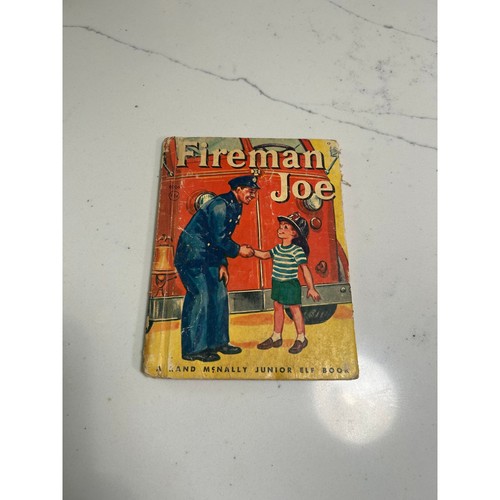 Fireman
Joe
A RAND MCNALLY JUNIOR ELF BOOK